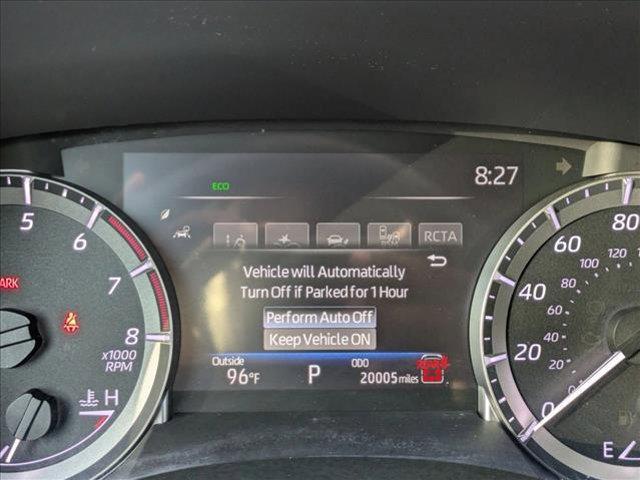 8:27
ECO
RCTA
Vehicle will Automatically
Turn Off if Parked for 1 Hour
Perform Auto Off
Keep Vehicle ON
Outside
96°F
P
ODO
20005 miles
5
6
7
8
x1000
RPM
H
ARK
80
60
40
20
0
120
100
80
60
40
20
0
E